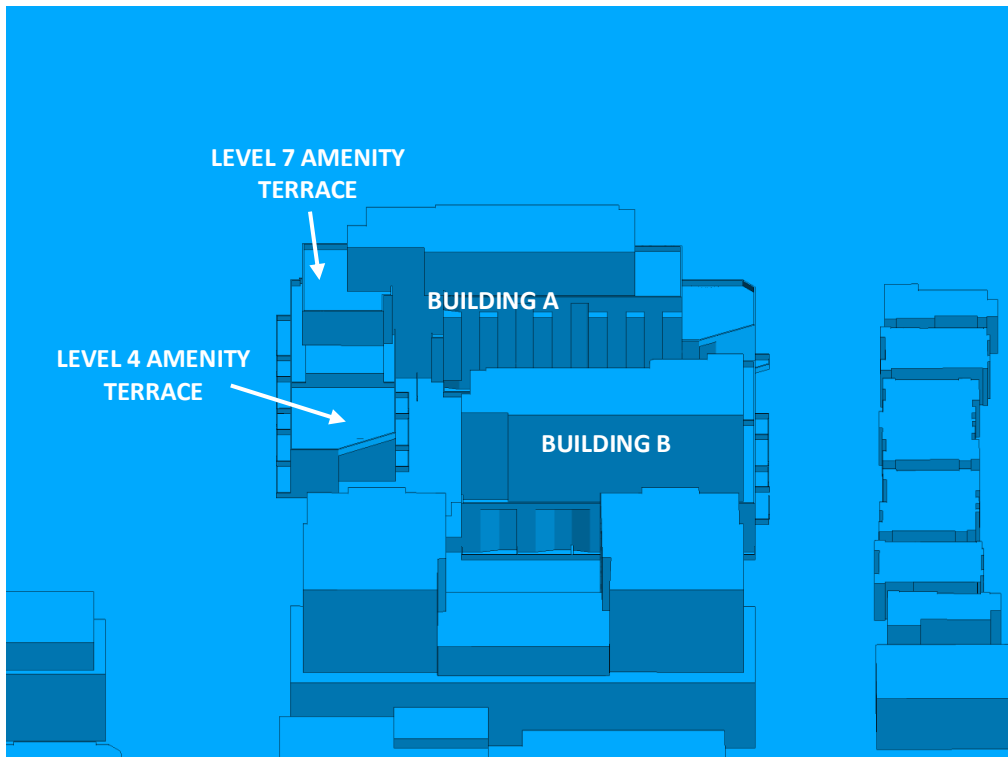 LEVEL 7 AMENITY
TERRACE
BUILDING A
LEVEL 4 AMENITY
TERRACE
BUILDING B